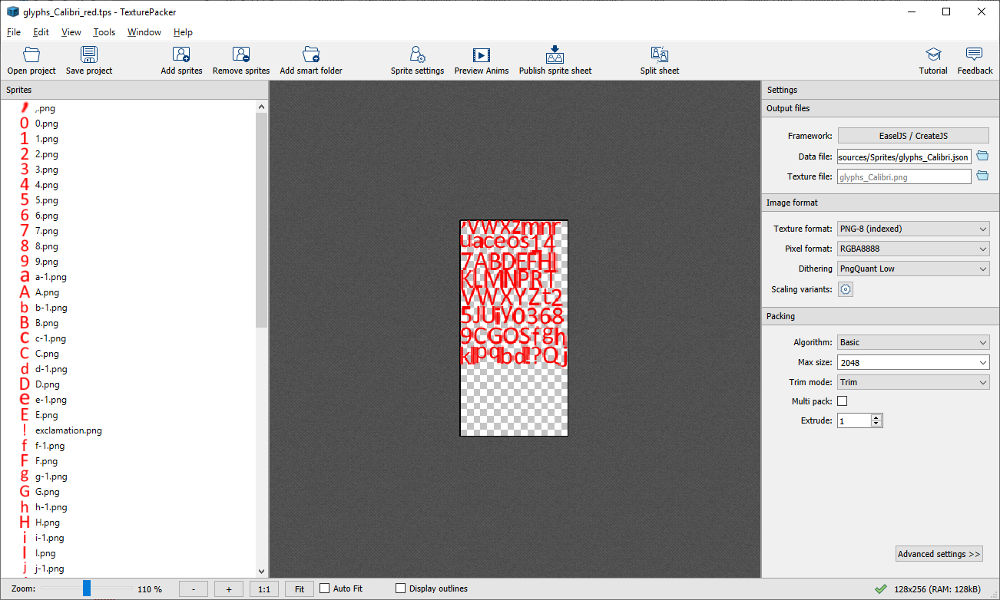 glyphs_Calibri_red.tps - TexturePacker
File Edit View Tools Window Help
Open project Save project Add sprites Remove sprites Add smart folder Sprite settings Preview Anims Publish sprite sheet Split sheet Tutorial Feedback
Sprites
, ,.png
0 0.png
1 1.png
2 2.png
3 3.png
4 4.png
5 5.png
6 6.png
7 7.png
8 8.png
9 9.png
a a-1.png
A A.png
b b-1.png
B B.png
c c-1.png
C C.png
d d-1.png
D D.png
e e-1.png
E E.png
! exclamation.png
f f-1.png
F F.png
g g-1.png
G G.png
h h-1.png
H H.png
i i-1.png
I I.png
j j-1.png
,vwxzmnr
uaceos14
7ABDEFHI
KLMNPRT
VWXYZt2
5JUiy0368
9CGOSfgh
klpqbd!?Qj
Settings
Output files
Framework: EaselJS / CreateJS
Data file: sources/Sprites/glyphs_Calibri.json
Texture file: glyphs_Calibri.png
Image format
Texture format: PNG-8 (indexed)
Pixel format: RGBA8888
Dithering PngQuant Low
Scaling variants:
Packing
Algorithm: Basic
Max size: 2048
Trim mode: Trim
Multi pack:
Extrude: 1
Advanced settings >>
Zoom: 110 % - + 1:1 Fit Auto Fit Display outlines 128x256 (RAM: 128kB)